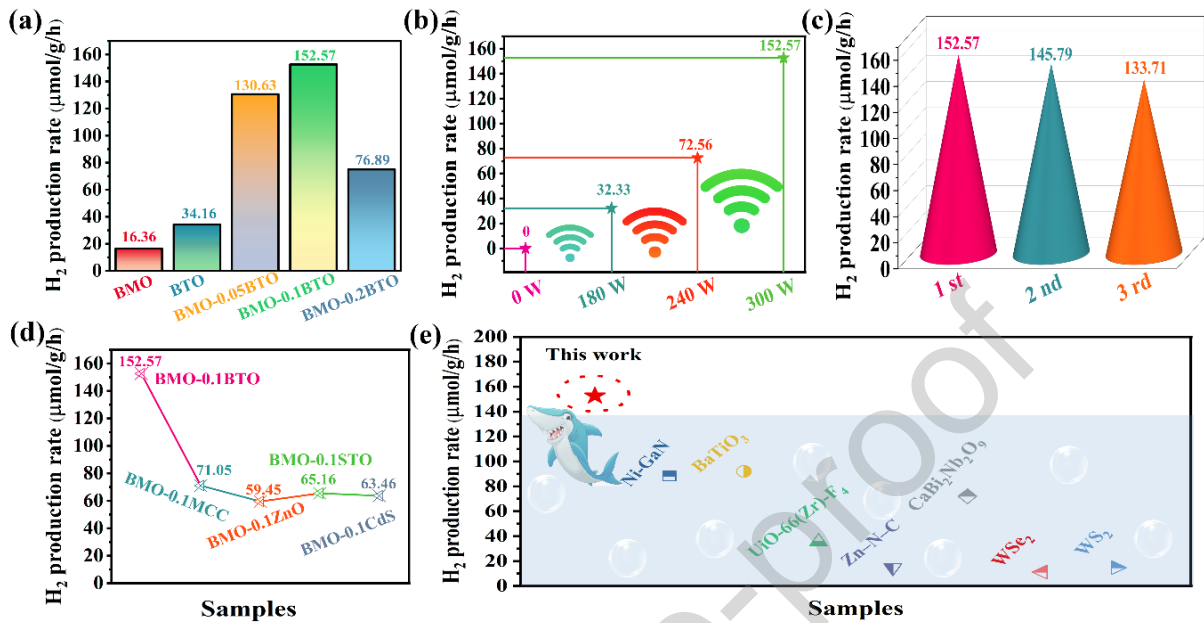 (a)
H2 production rate (μmol/g/h)
160
140
120
100
80
60
40
20
0
16.36
34.16
130.63
152.57
76.89
BMO
BTO
BMO-0.05BTO
BMO-0.1BTO
BMO-0.2BTO
(b)
H2 production rate (μmol/g/h)
160
140
120
100
80
60
40
20
0
0
32.33
72.56
152.57
0 W
180 W
240 W
300 W
(c)
H2 production rate (μmol/g/h)
160
140
120
100
80
60
40
20
0
152.57
145.79
133.71
1 st
2 nd
3 rd
(d)
H2 production rate (μmol/g/h)
160
140
120
100
80
60
40
20
0
152.57
BMO-0.1BTO
71.05
BMO-0.1MCC
59.45
BMO-0.1ZnO
BMO-0.1STO
65.16
63.46
BMO-0.1CdS
Samples
(e)
H2 production rate (μmol/g/h)
200
180
160
140
120
100
80
60
40
20
0
This work
Ni-GaN
BaTiO3
UiO-66(Zr)-F4
Zn–N–C
CaBi2Nb2O9
WSe2
WS2
Samples
e-proof